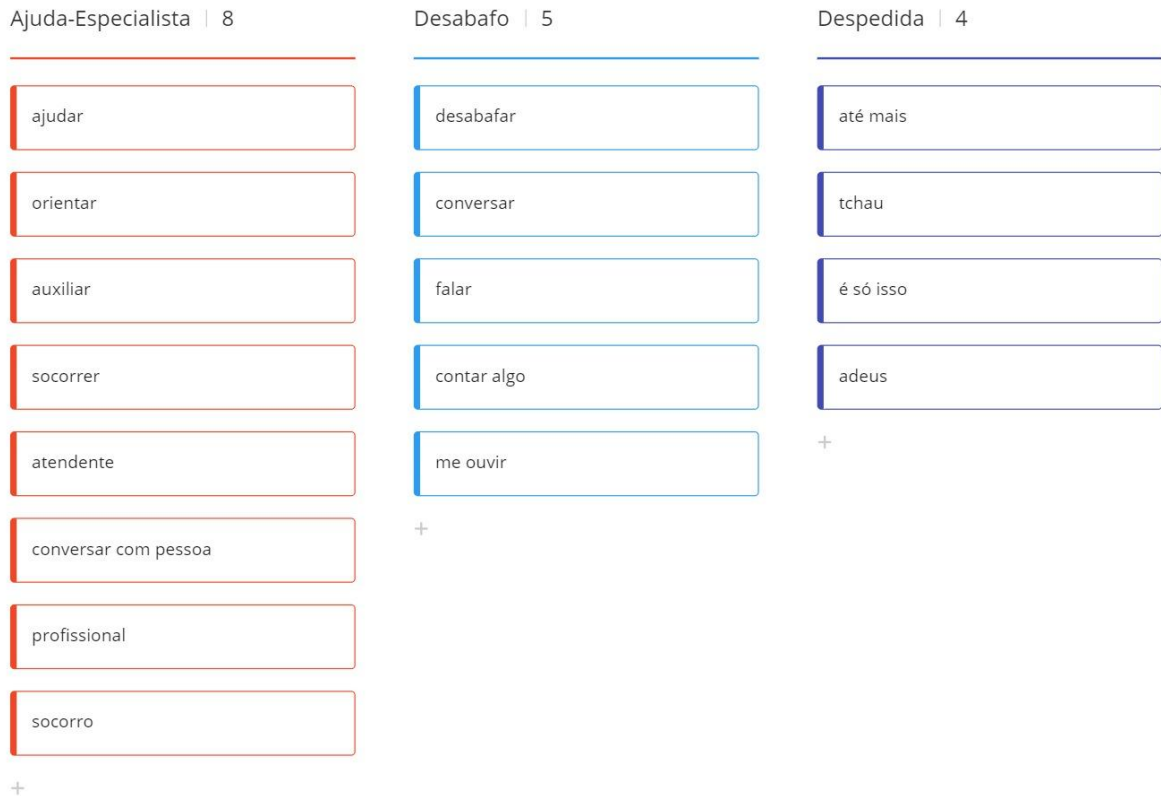 Ajuda-Especialista | 8
ajudar
orientar
auxiliar
socorrer
atendente
conversar com pessoa
profissional
socorro
+
Desabafo | 5
desabafar
conversar
falar
contar algo
me ouvir
+
Despedida | 4
até mais
tchau
é só isso
adeus
+